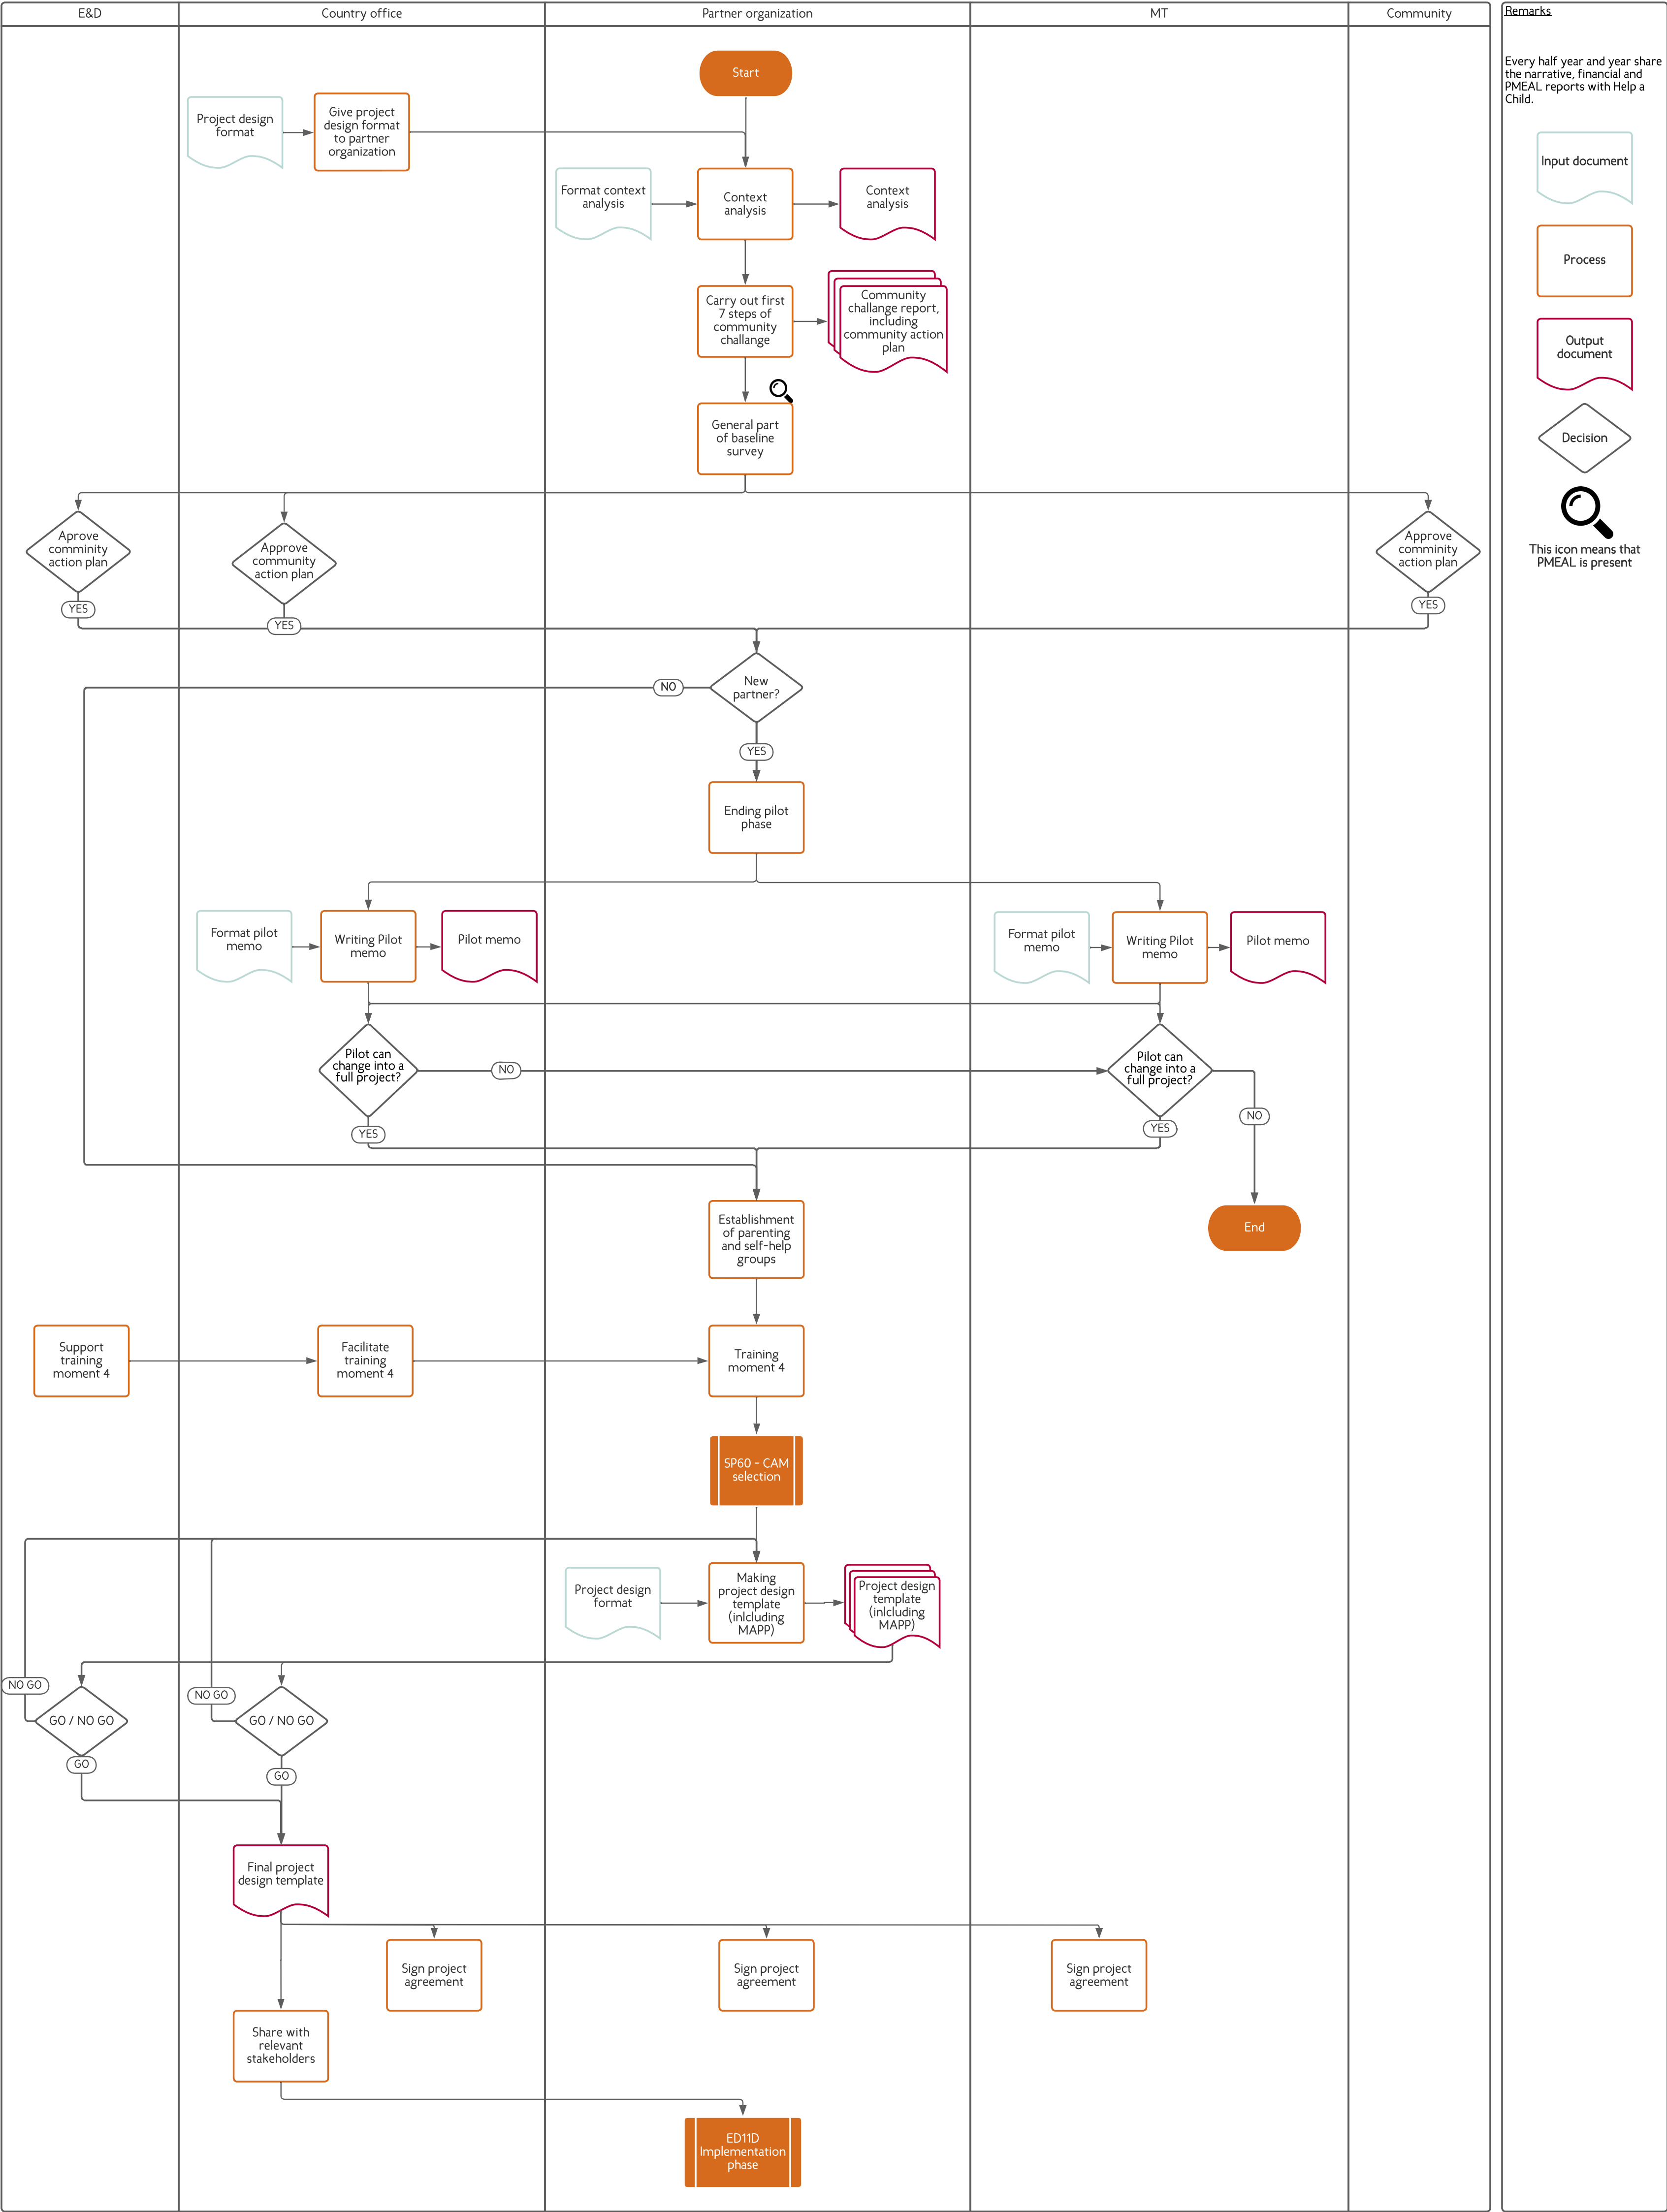 E&D
Country office
Partner organization
MT
Community
Remarks
Every half year and year share
the narrative, financial and
PMEAL reports with Help a
Child.
Input document
Process
Output
document
Decision
This icon means that
PMEAL is present
Start
Project design
format
Give project
design format
to partner
organization
Format context
analysis
Context
analysis
Context
analysis
Carry out first
7 steps of
community
challange
Community
challange report,
including
community action
plan
General part
of baseline
survey
Aprove
comminity
action plan
Approve
community
action plan
Approve
comminity
action plan
YES
YES
YES
New
partner?
NO
YES
Ending pilot
phase
Format pilot
memo
Writing Pilot
memo
Pilot memo
Format pilot
memo
Writing Pilot
memo
Pilot memo
Pilot can
change into a
full project?
NO
Pilot can
change into a
full project?
NO
YES
YES
Establishment
of parenting
and self-help
groups
End
Support
training
moment 4
Facilitate
training
moment 4
Training
moment 4
SP60 - CAM
selection
Project design
format
Making
project design
template
(inlcluding
MAPP)
Project design
template
(inlcluding
MAPP)
NO GO
NO GO
GO / NO GO
GO / NO GO
GO
GO
Final project
design template
Sign project
agreement
Sign project
agreement
Sign project
agreement
Share with
relevant
stakeholders
ED11D
Implementation
phase